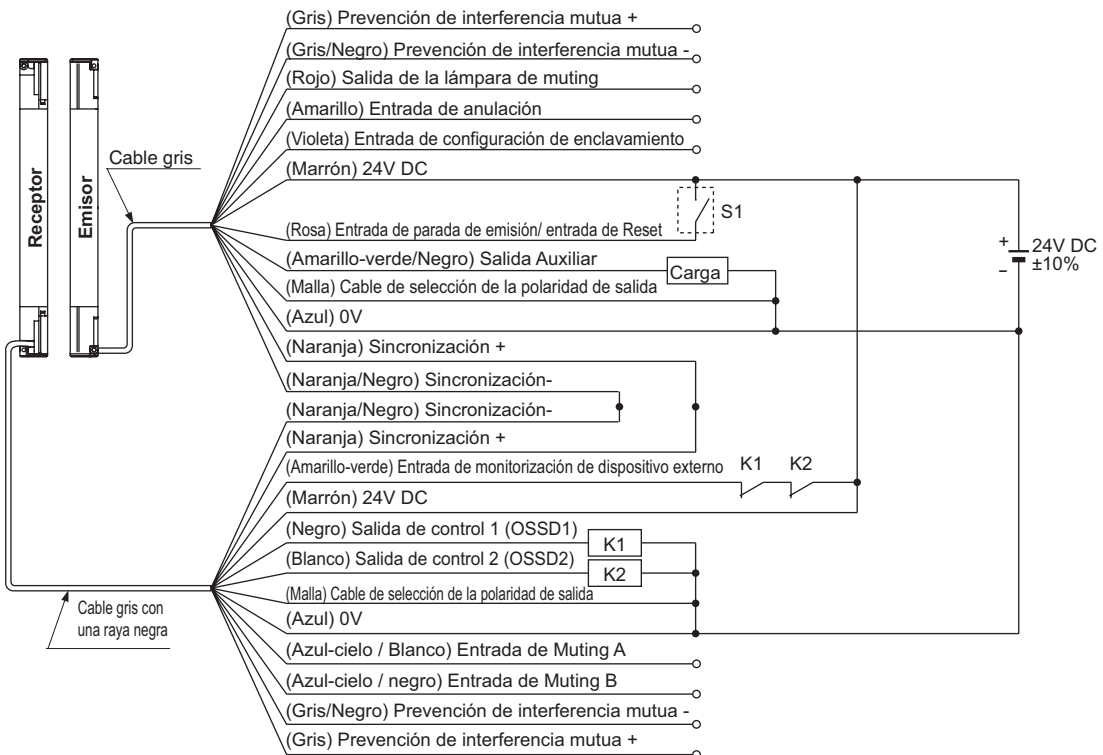 (Gris) Prevención de interferencia mutua +
(Gris/Negro) Prevención de interferencia mutua -
(Rojo) Salida de la lámpara de muting
(Amarillo) Entrada de anulación
(Violeta) Entrada de configuración de enclavamiento
(Marrón) 24V DC
S1
(Rosa) Entrada de parada de emisión/ entrada de Reset
(Amarillo-verde/Negro) Salida Auxiliar
Carga
(Malla) Cable de selección de la polaridad de salida
(Azul) 0V
(Naranja) Sincronización +
(Naranja/Negro) Sincronización-
(Naranja/Negro) Sincronización-
(Naranja) Sincronización +
(Amarillo-verde) Entrada de monitorización de dispositivo externo
K1
K2
(Marrón) 24V DC
(Negro) Salida de control 1 (OSSD1)
K1
(Blanco) Salida de control 2 (OSSD2)
K2
(Malla) Cable de selección de la polaridad de salida
(Azul) 0V
(Azul-cielo / Blanco) Entrada de Muting A
(Azul-cielo / negro) Entrada de Muting B
(Gris/Negro) Prevención de interferencia mutua -
(Gris) Prevención de interferencia mutua +
Receptor
Emisor
Cable gris
Cable gris con
una raya negra
+
-
24V DC
±10%